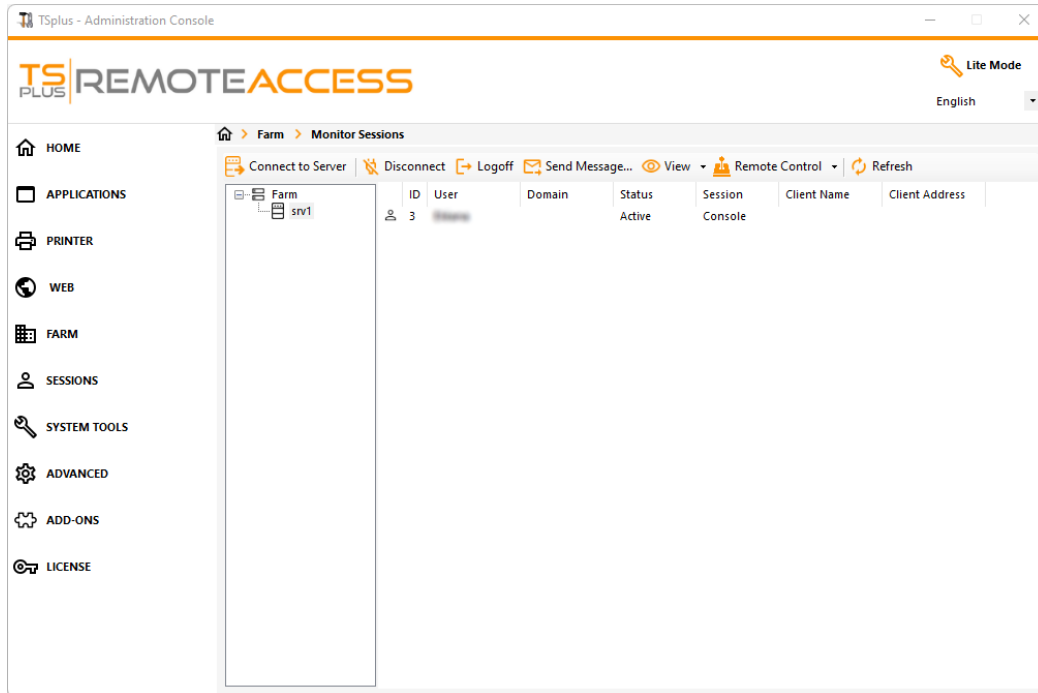 TSplus - Administration Console
TS PLUS REMOTEACCESS
Lite Mode
English
HOME
APPLICATIONS
PRINTER
WEB
FARM
SESSIONS
SYSTEM TOOLS
ADVANCED
ADD-ONS
LICENSE
Farm > Monitor Sessions
Connect to Server Disconnect Logoff Send Message... View Remote Control Refresh
Farm
srv1
ID User Domain Status Session Client Name Client Address
3 Active Console